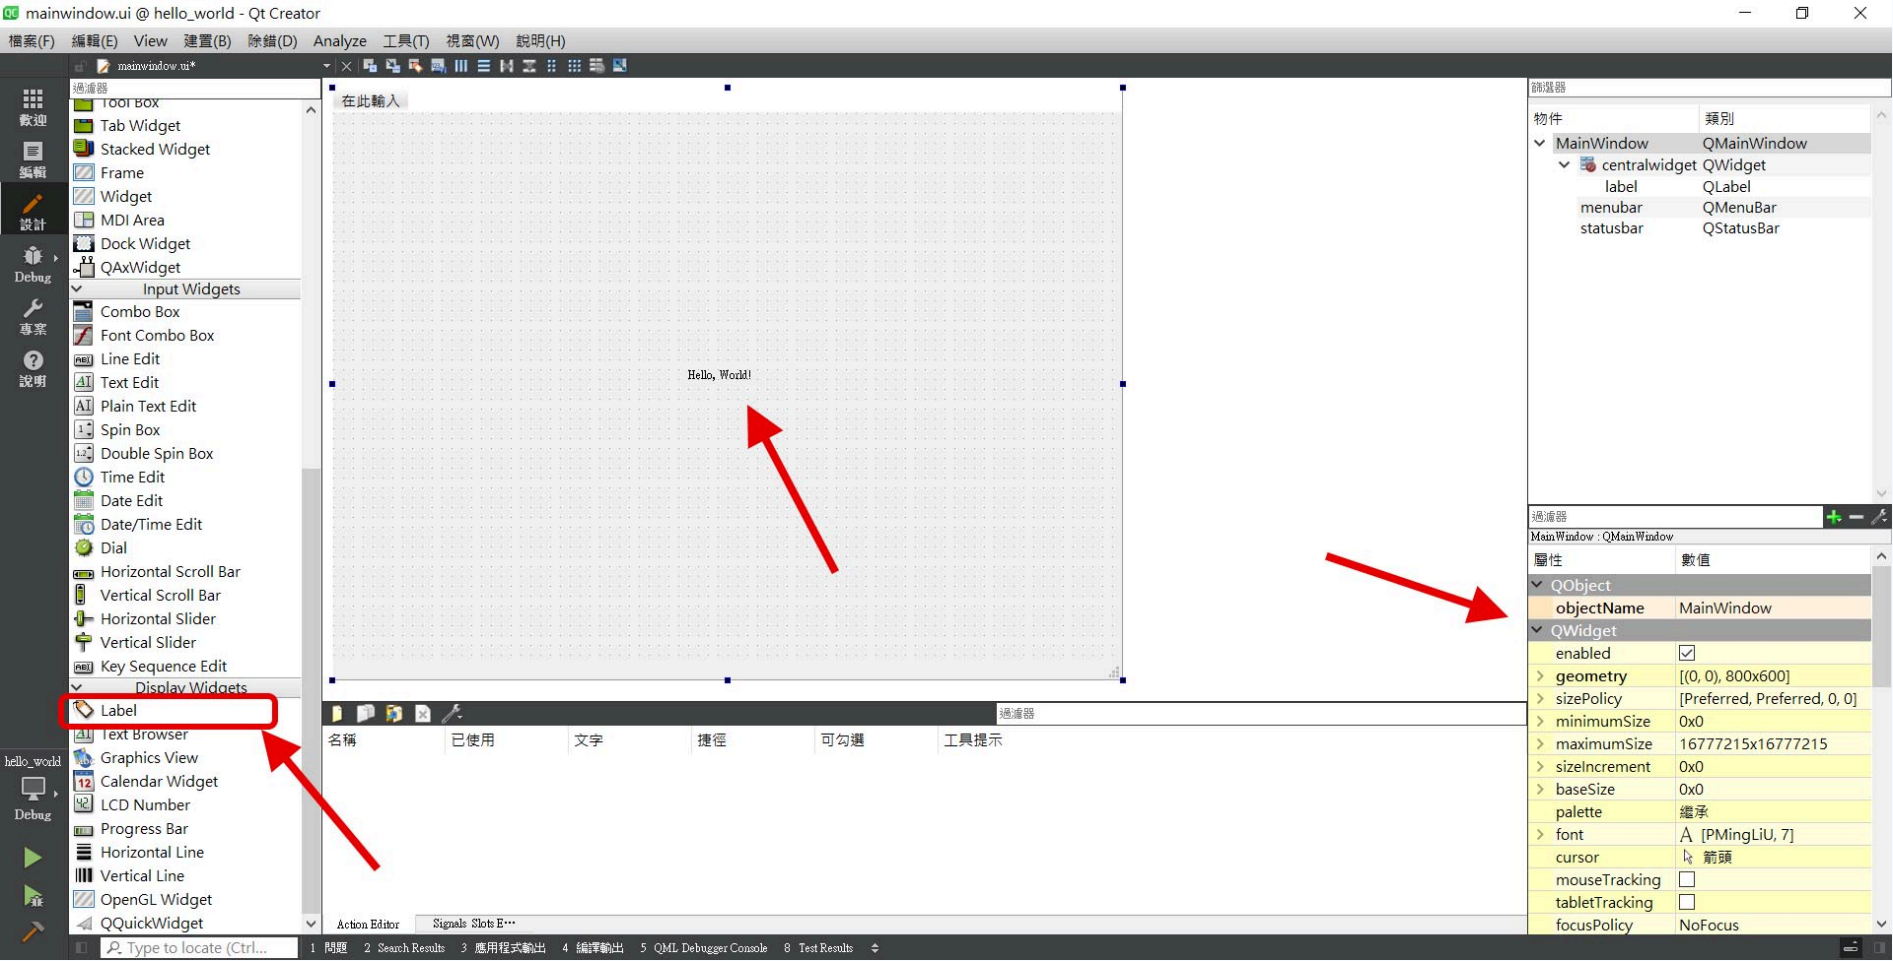 mainwindow.ui @ hello_world - Qt Creator
檔案(F) 編輯(E) View 建置(B) 除錯(D) Analyze 工具(T) 視窗(W) 說明(H)
mainwindow.ui*
過濾器
Tool Box
Tab Widget
Stacked Widget
Frame
Widget
MDI Area
Dock Widget
QAxWidget
Input Widgets
Combo Box
Font Combo Box
Line Edit
Text Edit
Plain Text Edit
Spin Box
Double Spin Box
Time Edit
Date Edit
Date/Time Edit
Dial
Horizontal Scroll Bar
Vertical Scroll Bar
Horizontal Slider
Vertical Slider
Key Sequence Edit
Display Widgets
Label
Text Browser
Graphics View
Calendar Widget
LCD Number
Progress Bar
Horizontal Line
Vertical Line
OpenGL Widget
QQuickWidget
歡迎
編輯
設計
Debug
專案
說明
hello_world
Debug
在此輸入
Hello, World!
過濾器
名稱 已使用 文字 捷徑 可勾選 工具提示
Action Editor Signals Slots E···
篩選器
物件 類別
MainWindow QMainWindow
centralwidget QWidget
label QLabel
menubar QMenuBar
statusbar QStatusBar
過濾器
MainWindow : QMainWindow
屬性 數值
QObject
objectName MainWindow
QWidget
enabled
geometry [(0, 0), 800x600]
sizePolicy [Preferred, Preferred, 0, 0]
minimumSize 0x0
maximumSize 16777215x16777215
sizeIncrement 0x0
baseSize 0x0
palette 繼承
font A [PMingLiU, 7]
cursor 箭頭
mouseTracking
tabletTracking
focusPolicy NoFocus
Type to locate (Ctrl... 1 問題 2 Search Results 3 應用程式輸出 4 編譯輸出 5 QML Debugger Console 8 Test Results